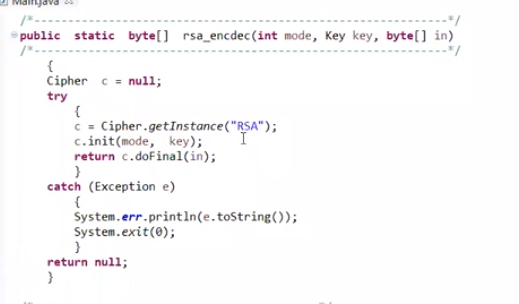 Main.java
/*------------------------------------------------------------*/
public static byte[] rsa_encdec(int mode, Key key, byte[] in)
/*------------------------------------------------------------*/
{
Cipher c = null;
try
{
c = Cipher.getInstance("RSA");
c.init(mode, key);
return c.doFinal(in);
}
catch (Exception e)
{
System.err.println(e.toString());
System.exit(0);
}
return null;
}